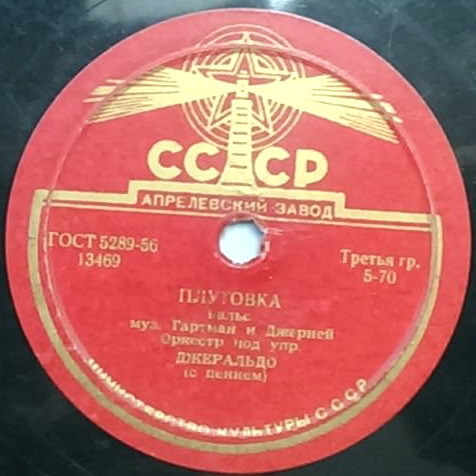 СССР
АПРЕЛЕВСКИЙ ЗАВОД
ГОСТ 5289-56
13469
Третья гр.
5-70
ПЛУТОВКА
вальс
муз. Гартман и Джерней
Оркестр под упр.
ДЖЕРАЛЬДО
(с пением)
МИНИСТЕРСТВО КУЛЬТУРЫ СССР